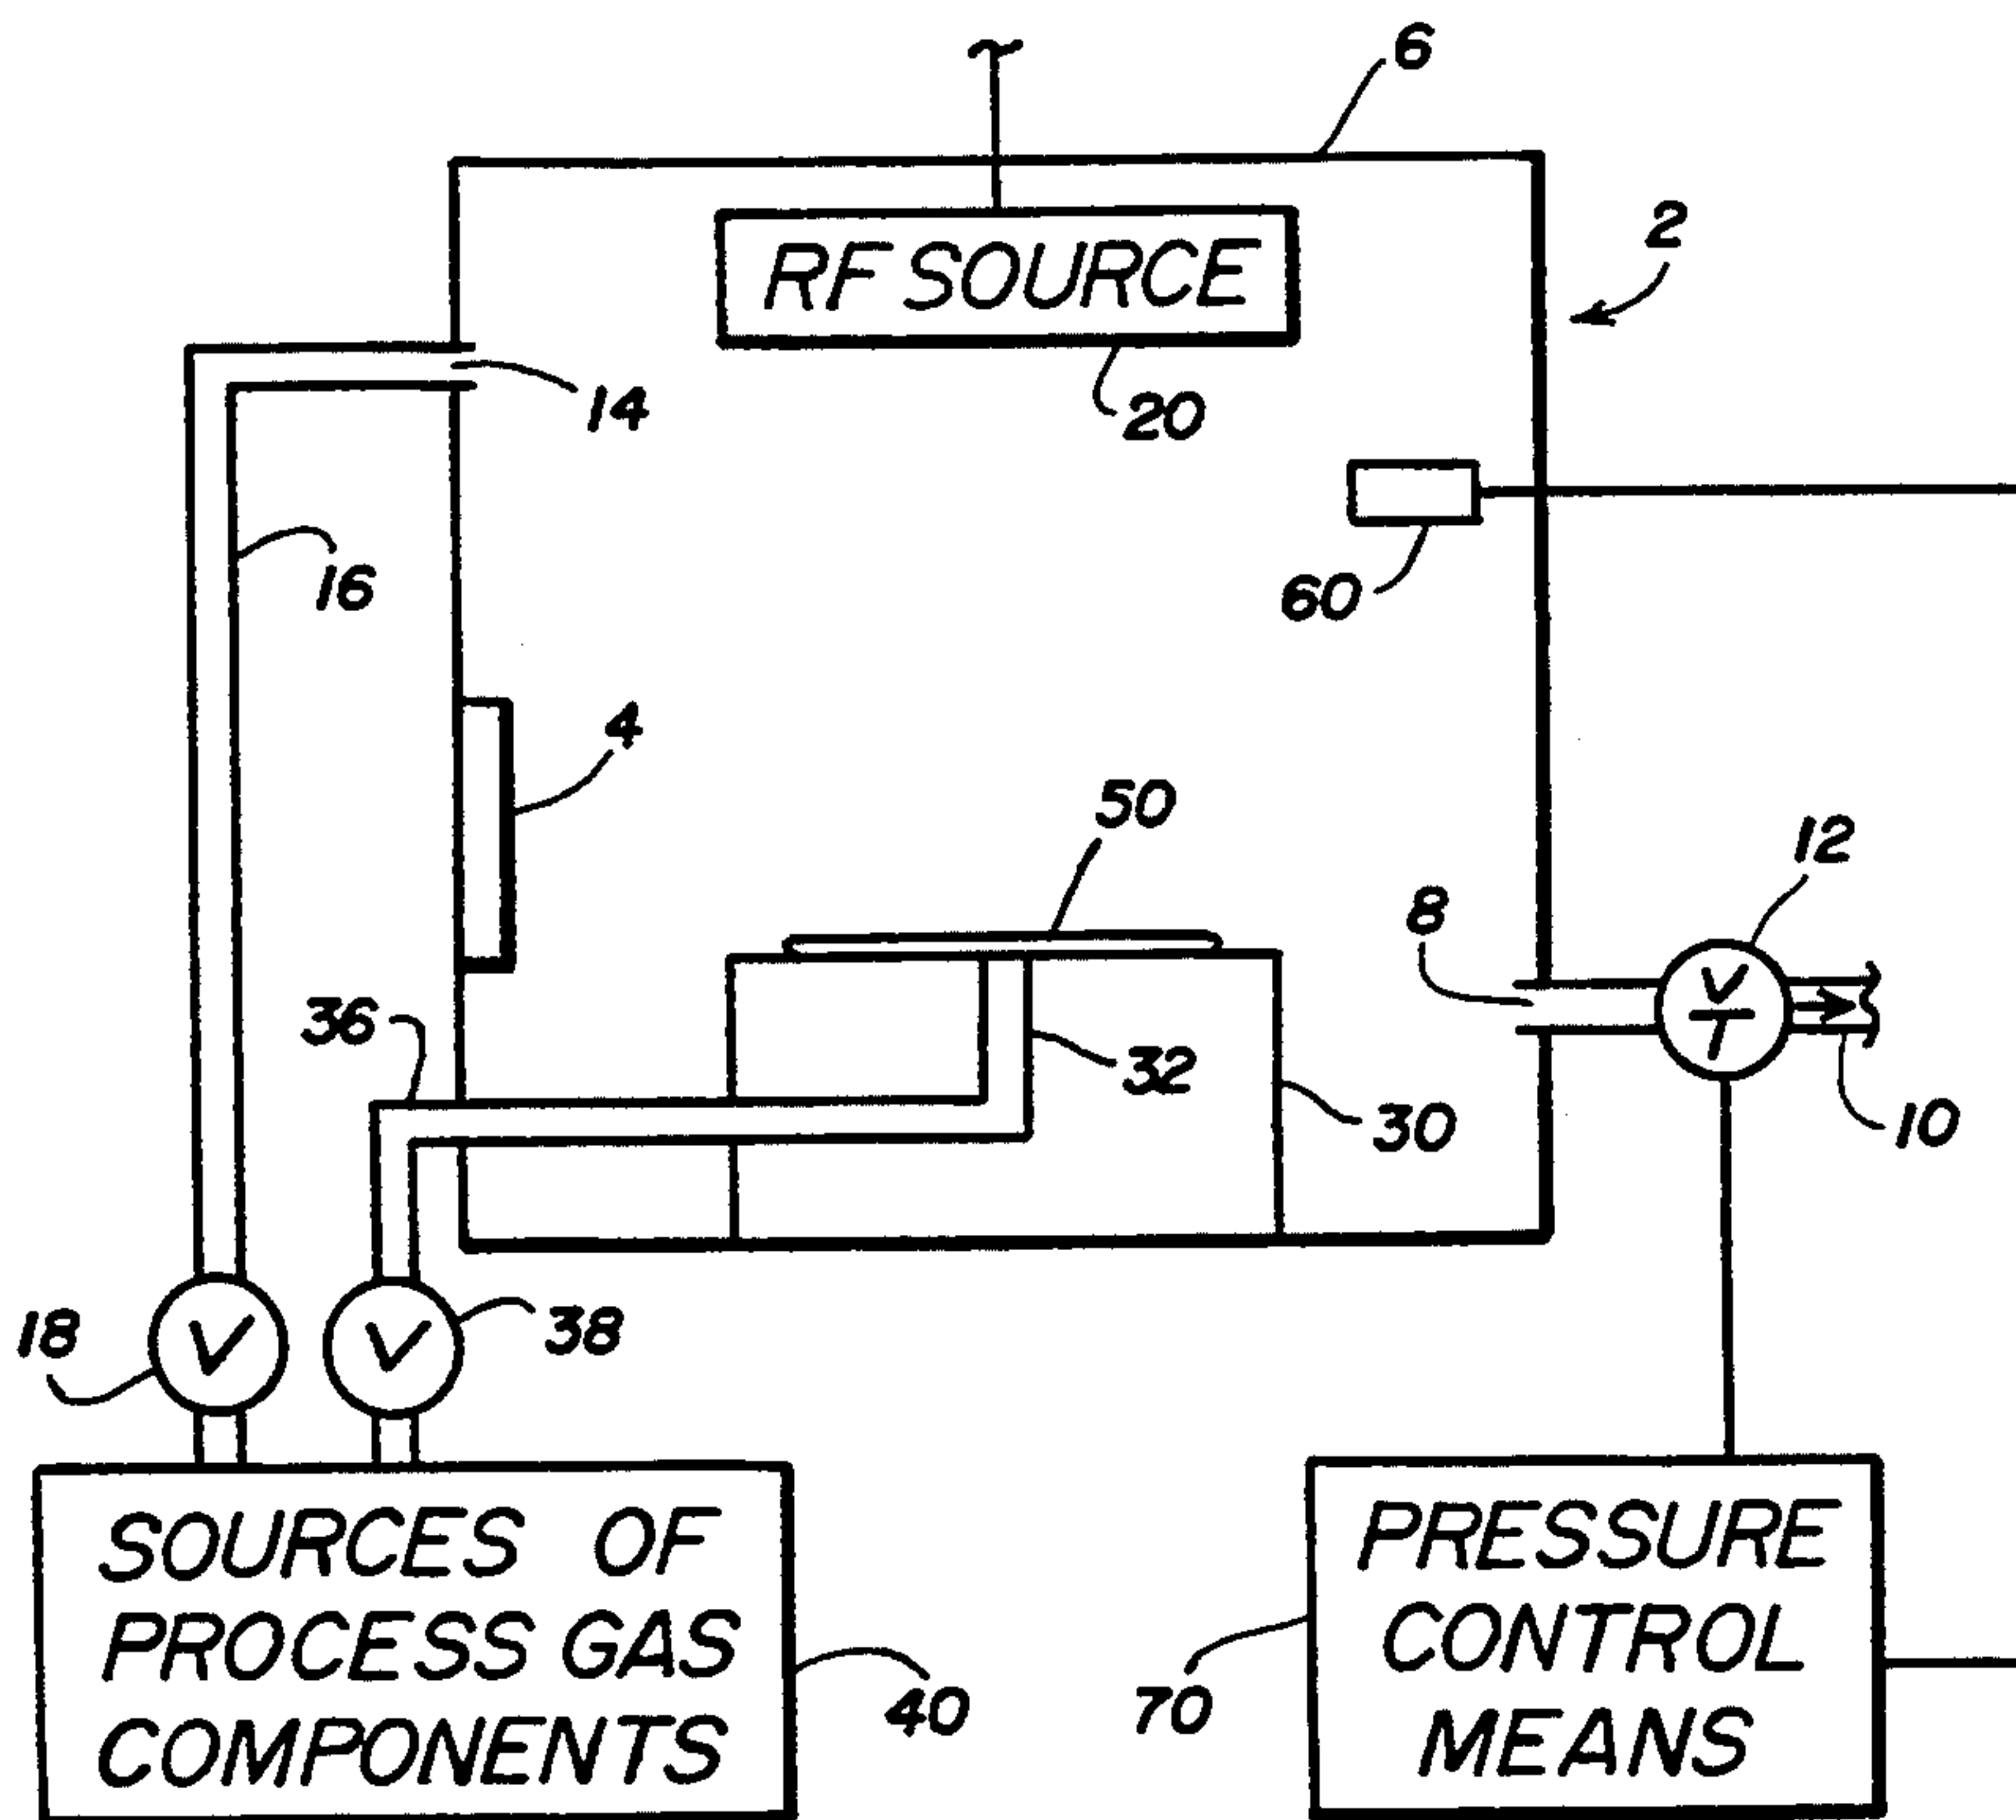 6
2
RF SOURCE
14
20
16
60
4
50
12
8
V
T
36
32
30
10
18
V
V
38
SOURCES OF
PROCESS GAS
COMPONENTS
40
70
PRESSURE
CONTROL
MEANS